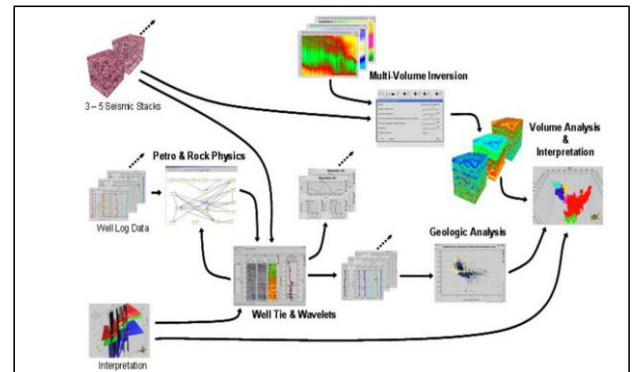 Multi-Volume Inversion
3 – 5 Seismic Stacks
Volume Analysis
&
Interpretation
Petro & Rock Physics
Well Log Data
Geologic Analysis
Well Tie & Wavelets
Interpretation